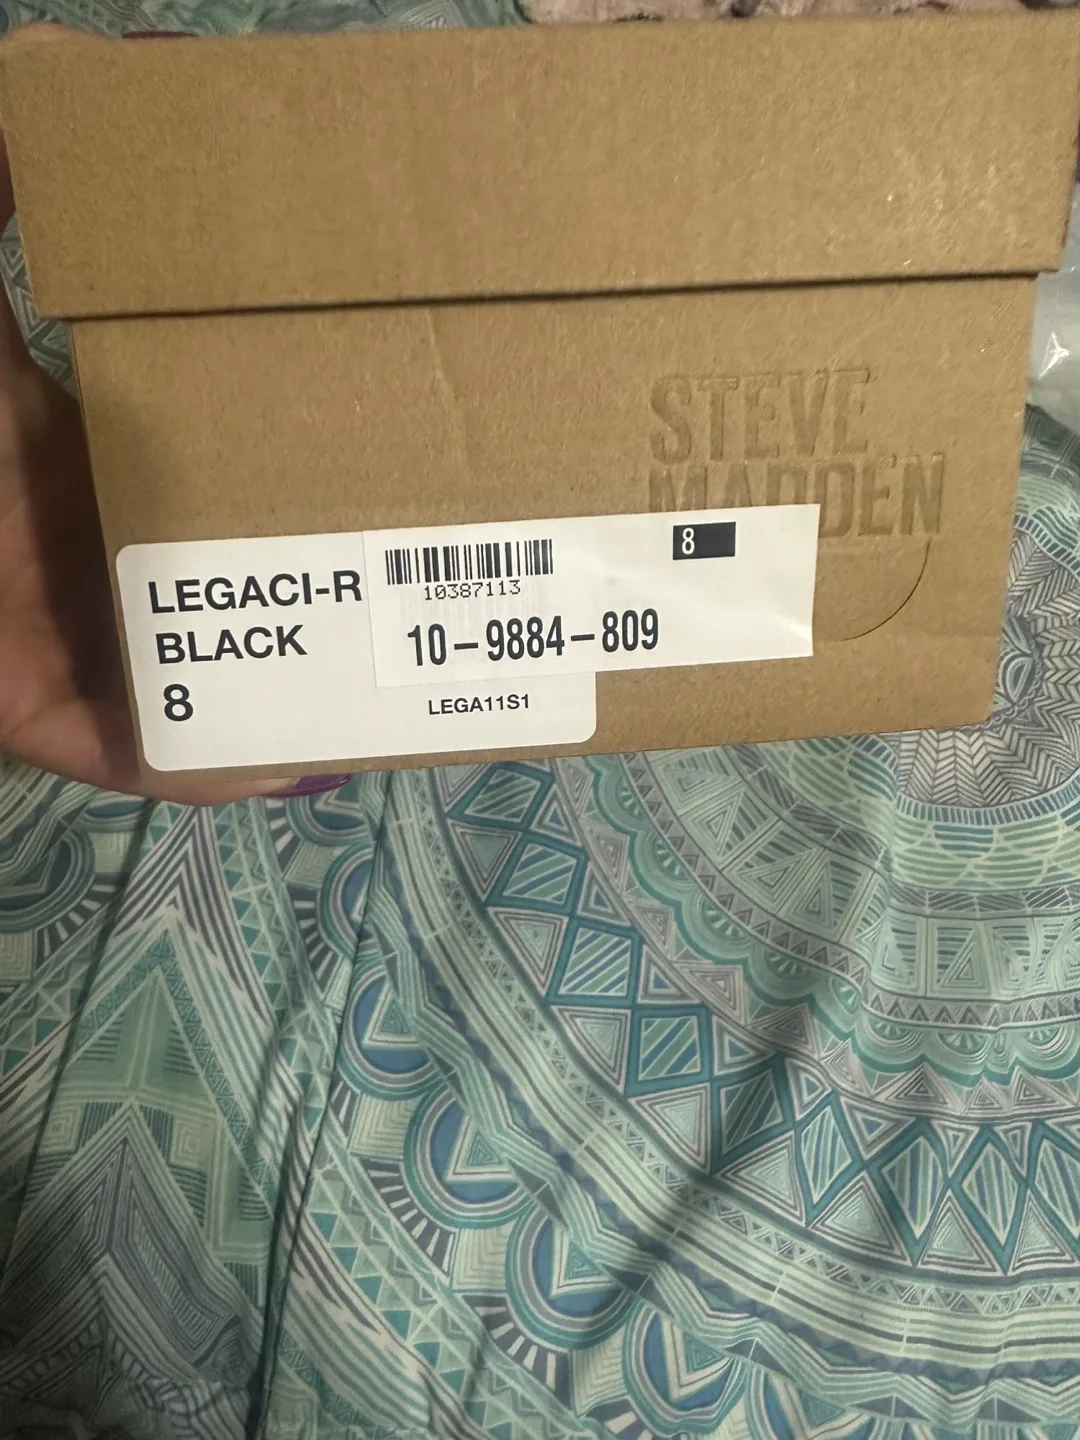 STEVE
MADDEN
LEGACI-R
BLACK
8
10387113
8
10-9884-809
LEGA11S1